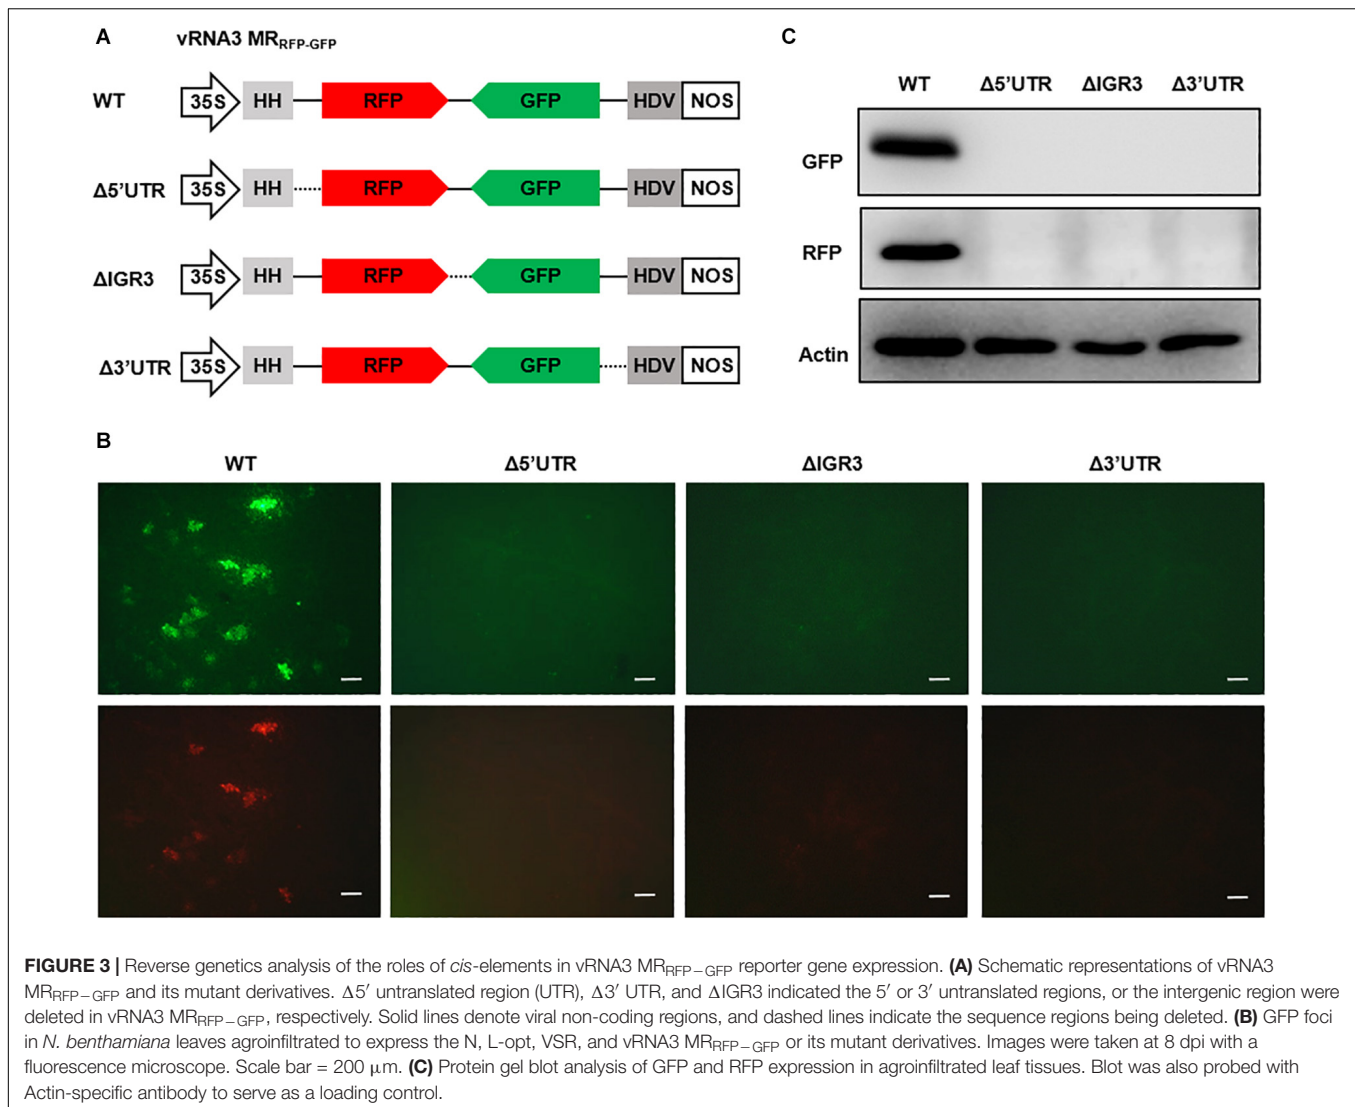 A vRNA3 MRRFP-GFP
WT 35S HH RFP GFP HDV NOS
Δ5'UTR 35S HH RFP GFP HDV NOS
ΔIGR3 35S HH RFP GFP HDV NOS
Δ3'UTR 35S HH RFP GFP HDV NOS
C
WT Δ5'UTR ΔIGR3 Δ3'UTR
GFP
RFP
Actin
B
WT Δ5'UTR ΔIGR3 Δ3'UTR
FIGURE 3 | Reverse genetics analysis of the roles of cis-elements in vRNA3 MRRFP−GFP reporter gene expression. (A) Schematic representations of vRNA3
MRRFP−GFP and its mutant derivatives. Δ5′ untranslated region (UTR), Δ3′ UTR, and ΔIGR3 indicated the 5′ or 3′ untranslated regions, or the intergenic region were
deleted in vRNA3 MRRFP−GFP, respectively. Solid lines denote viral non-coding regions, and dashed lines indicate the sequence regions being deleted. (B) GFP foci
in N. benthamiana leaves agroinfiltrated to express the N, L-opt, VSR, and vRNA3 MRRFP−GFP or its mutant derivatives. Images were taken at 8 dpi with a
fluorescence microscope. Scale bar = 200 μm. (C) Protein gel blot analysis of GFP and RFP expression in agroinfiltrated leaf tissues. Blot was also probed with
Actin-specific antibody to serve as a loading control.